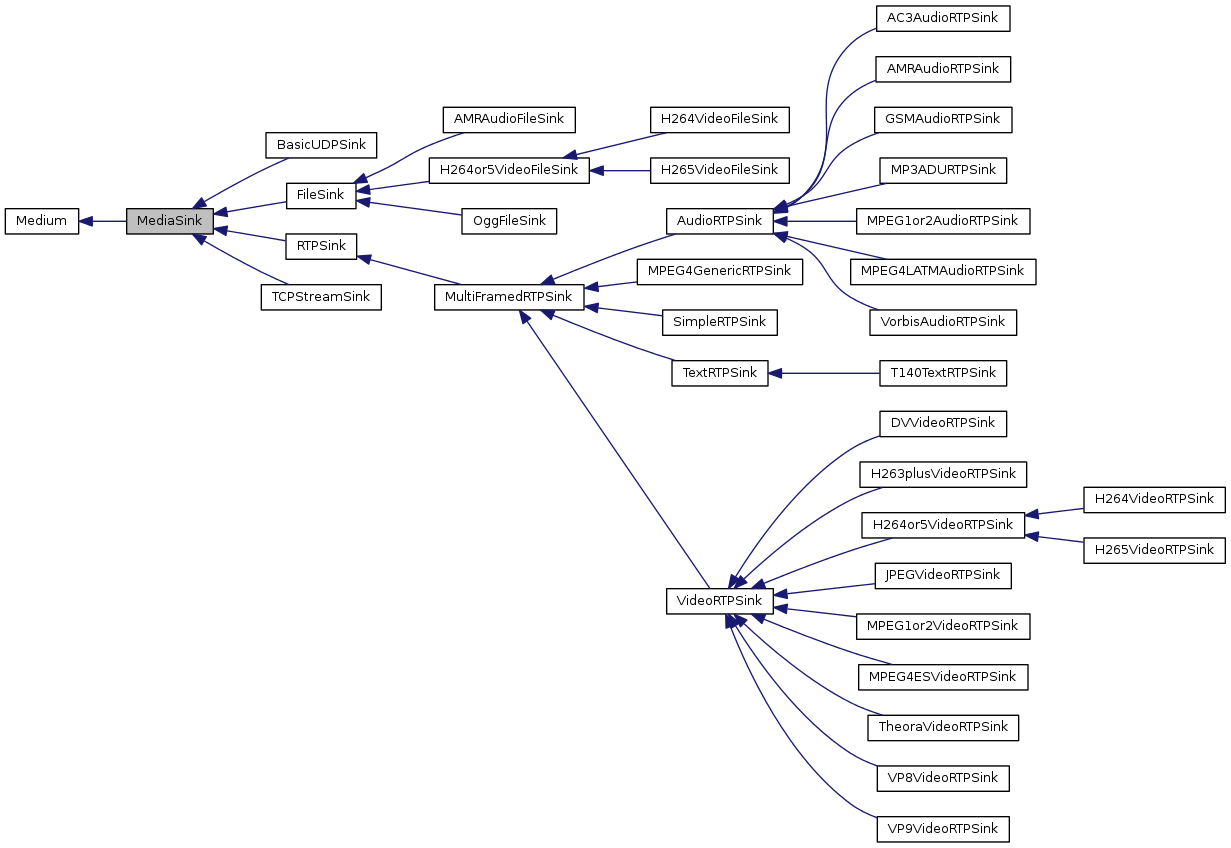 Medium
MediaSink
BasicUDPSink
FileSink
RTPSink
TCPStreamSink
AMRAudioFileSink
H264or5VideoFileSink
OggFileSink
MultiFramedRTPSink
H264VideoFileSink
H265VideoFileSink
AudioRTPSink
MPEG4GenericRTPSink
SimpleRTPSink
TextRTPSink
VideoRTPSink
AC3AudioRTPSink
AMRAudioRTPSink
GSMAudioRTPSink
MP3ADURTPSink
MPEG1or2AudioRTPSink
MPEG4LATMAudioRTPSink
VorbisAudioRTPSink
T140TextRTPSink
DVVideoRTPSink
H263plusVideoRTPSink
H264or5VideoRTPSink
JPEGVideoRTPSink
MPEG1or2VideoRTPSink
MPEG4ESVideoRTPSink
TheoraVideoRTPSink
VP8VideoRTPSink
VP9VideoRTPSink
H264VideoRTPSink
H265VideoRTPSink